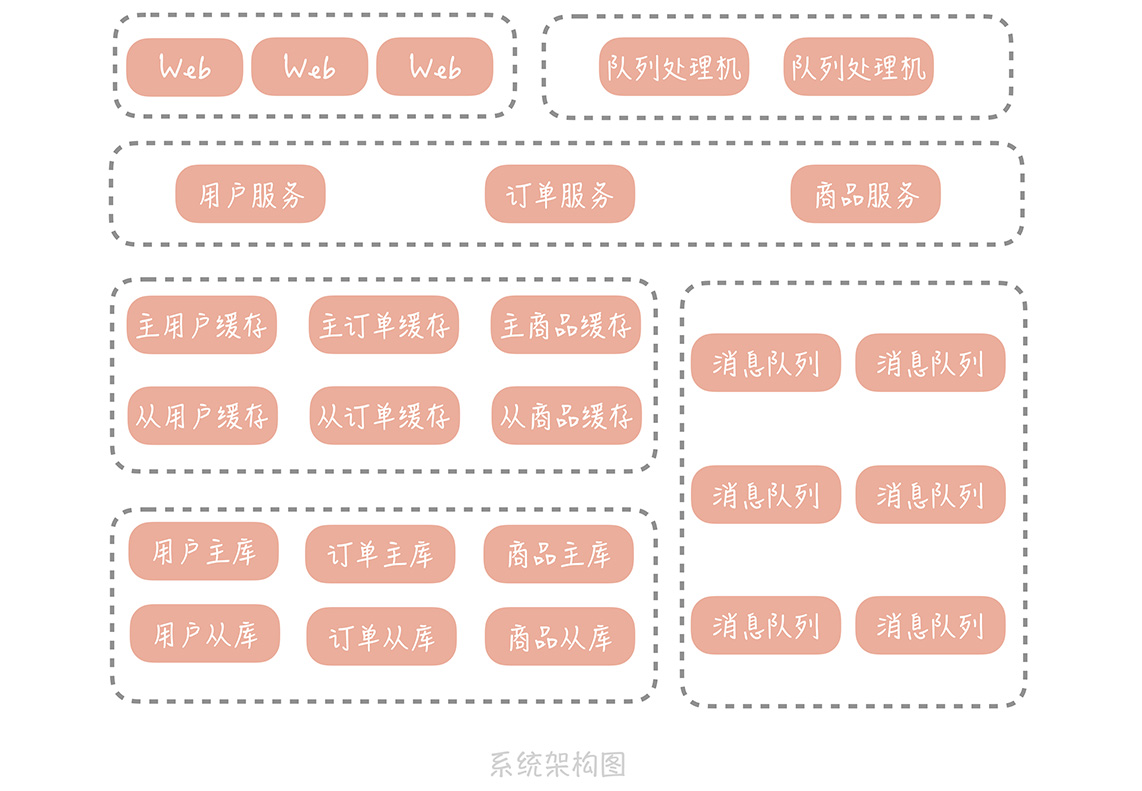 Web Web Web 队列处理机 队列处理机
用户服务 订单服务 商品服务
主用户缓存 主订单缓存 主商品缓存
从用户缓存 从订单缓存 从商品缓存
消息队列 消息队列
消息队列 消息队列
消息队列 消息队列
用户主库 订单主库 商品主库
用户从库 订单从库 商品从库
系统架构图